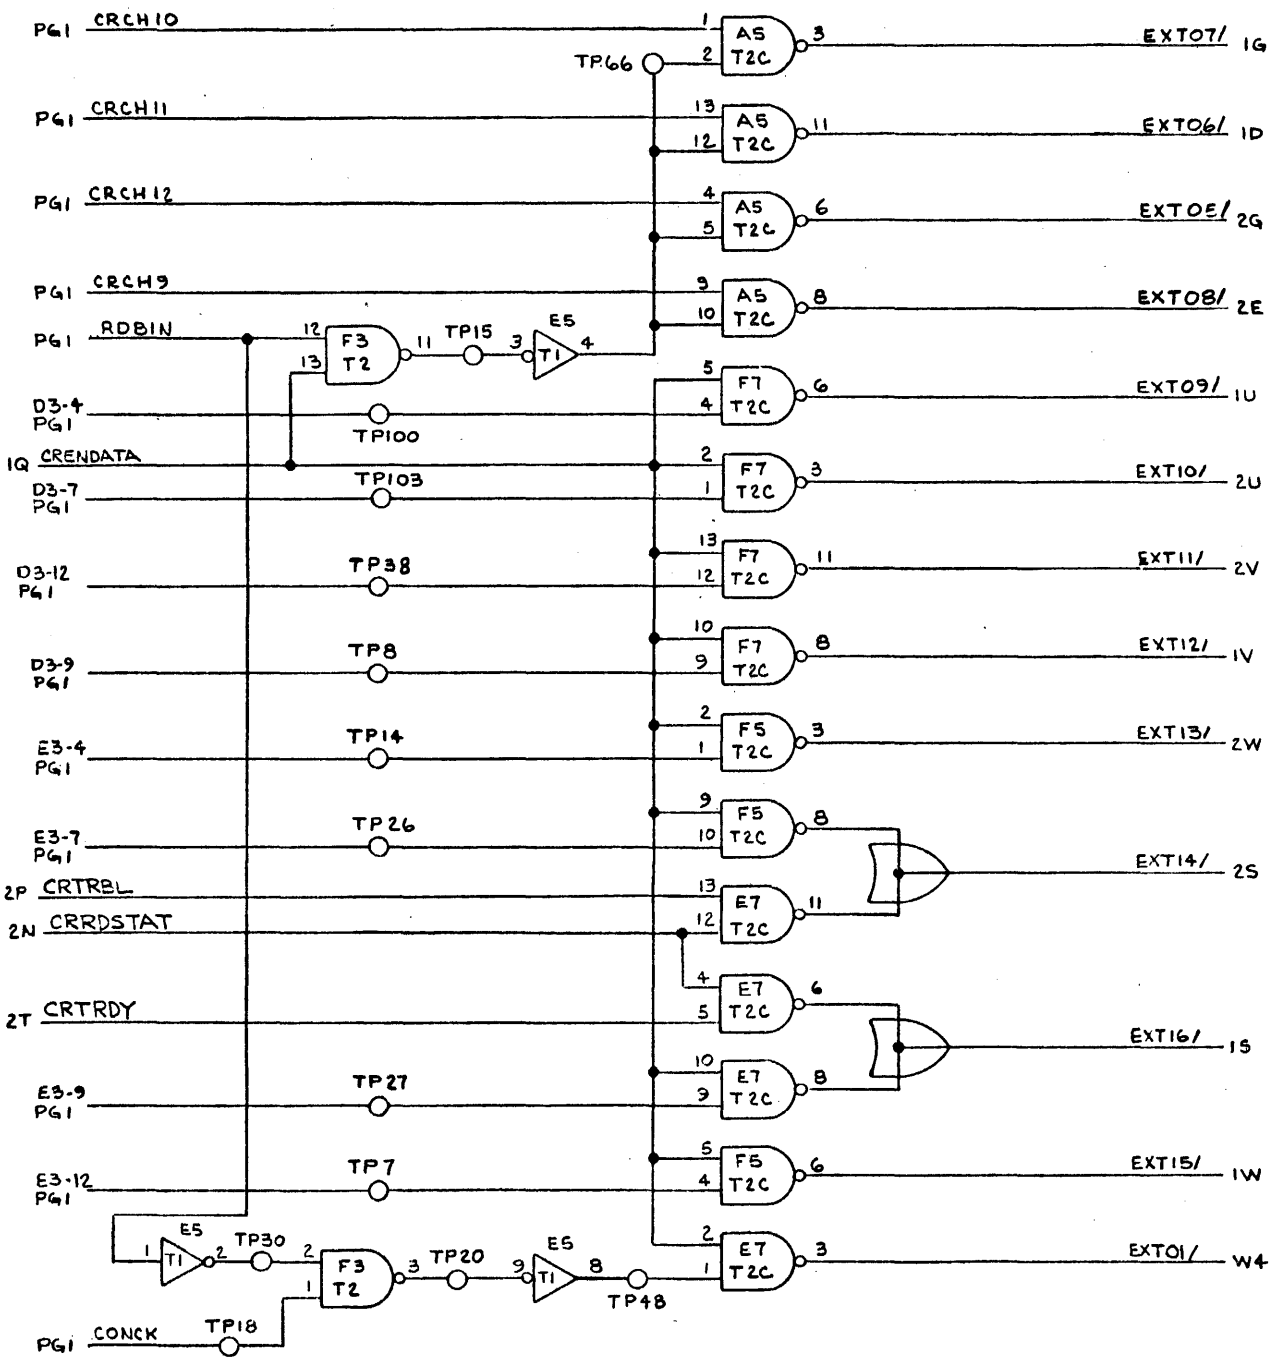 PG1 CRCH10 1 A5 T2C 3 EXT07/ 1G
TP66 2
PG1 CRCH11 13 A5 T2C 11 EXT06/ 1D
12
PG1 CRCH12 4 A5 T2C 6 EXT0E/ 2G
5
PG1 CRCH9 9 A5 T2C 8 EXT08/ 2E
10
PG1 RDBIN 12 F3 T2 11 TP15 3 E5 T1 4
13
D3-4 PG1 TP100 5 F7 T2C 6 EXT09/ 1U
4
1Q CRENDATA 2 F7 T2C 3 EXT10/ 2U
D3-7 PG1 TP103 1
D3-12 PG1 TP38 13 F7 T2C 11 EXT11/ 2V
12
D3-9 PG1 TP8 10 F7 T2C 8 EXT12/ 1V
9
E3-4 PG1 TP14 2 F5 T2C 3 EXT13/ 2W
1
E3-7 PG1 TP26 9 F5 T2C 8
10
EXT14/ 2S
2P CRTRBL 13 E7 T2C 11
2N CRRDSTAT 12
4 E7 T2C 6
2T CRTRDY 5
EXT16/ 1S
10 E7 T2C 8
E3-9 PG1 TP27 9
E3-12 PG1 TP7 5 F5 T2C 6 EXT15/ 1W
4
1 E5 T1 2 TP30 2 F3 T2 3 TP20 9 E5 T1 8 TP48 2 E7 T2C 3 EXT01/ W4
1
1
PG1 CONCK TP18